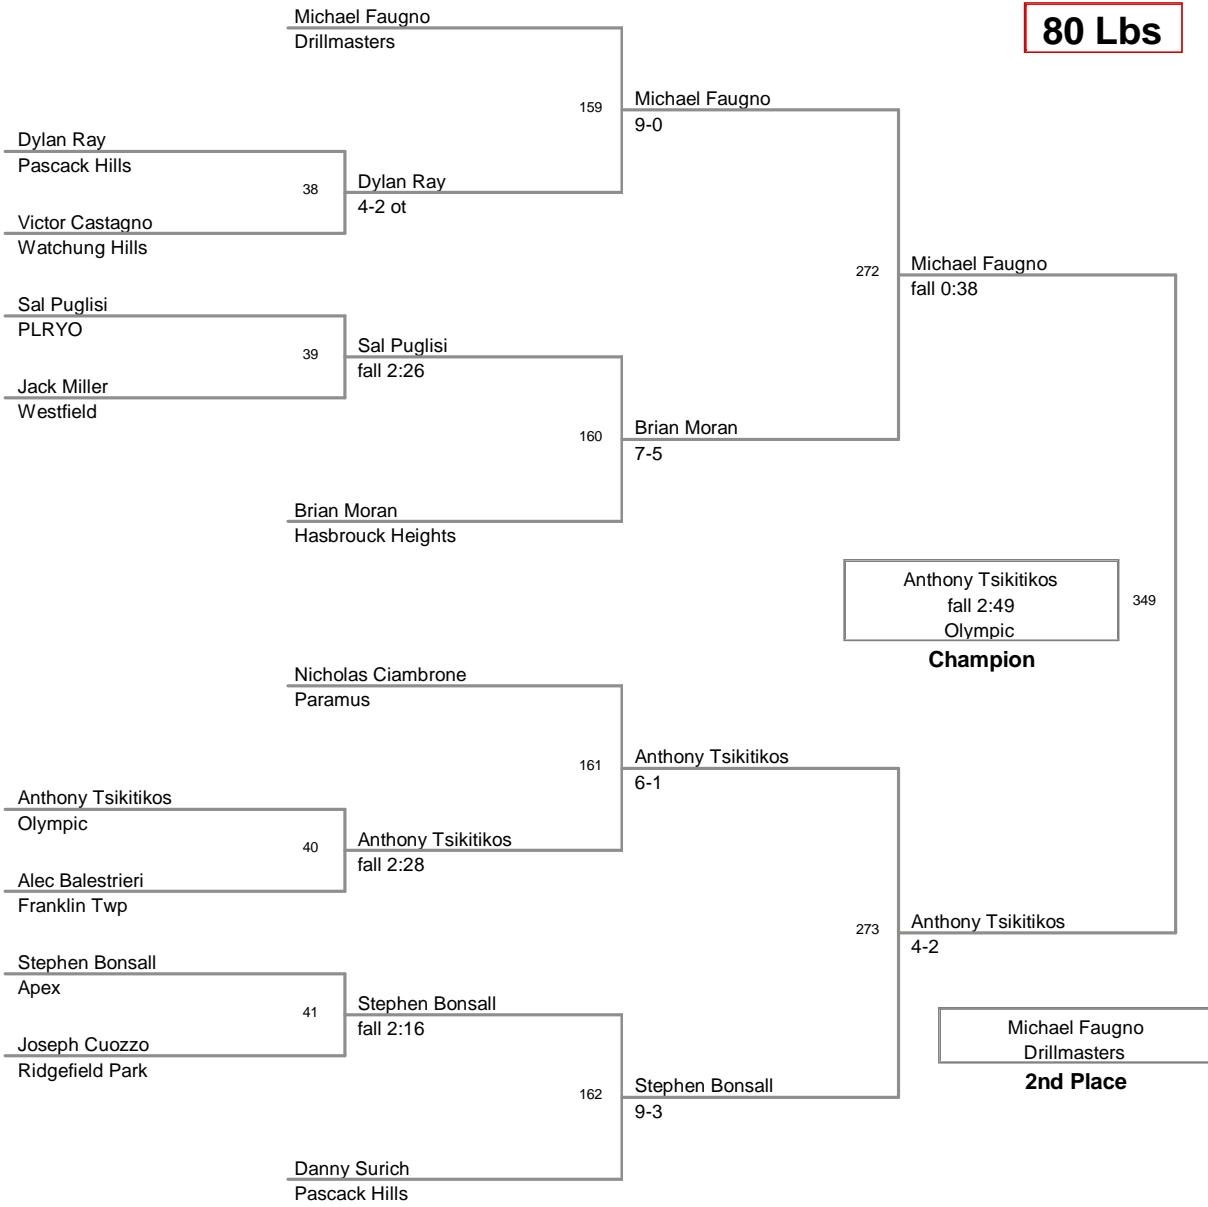 80 Lbs
Michael Faugno
Drillmasters
159
Michael Faugno
9-0
Dylan Ray
Pascack Hills
38
Dylan Ray
4-2 ot
Victor Castagno
Watchung Hills
272
Michael Faugno
fall 0:38
Sal Puglisi
PLRYO
39
Sal Puglisi
fall 2:26
Jack Miller
Westfield
160
Brian Moran
7-5
Brian Moran
Hasbrouck Heights
Anthony Tsikitikos
fall 2:49
Olympic
349
Champion
Nicholas Ciambrone
Paramus
161
Anthony Tsikitikos
6-1
Anthony Tsikitikos
Olympic
40
Anthony Tsikitikos
fall 2:28
Alec Balestrieri
Franklin Twp
273
Anthony Tsikitikos
4-2
Stephen Bonsall
Apex
41
Stephen Bonsall
fall 2:16
Joseph Cuozzo
Ridgefield Park
Michael Faugno
Drillmasters
2nd Place
162
Stephen Bonsall
9-3
Danny Surich
Pascack Hills